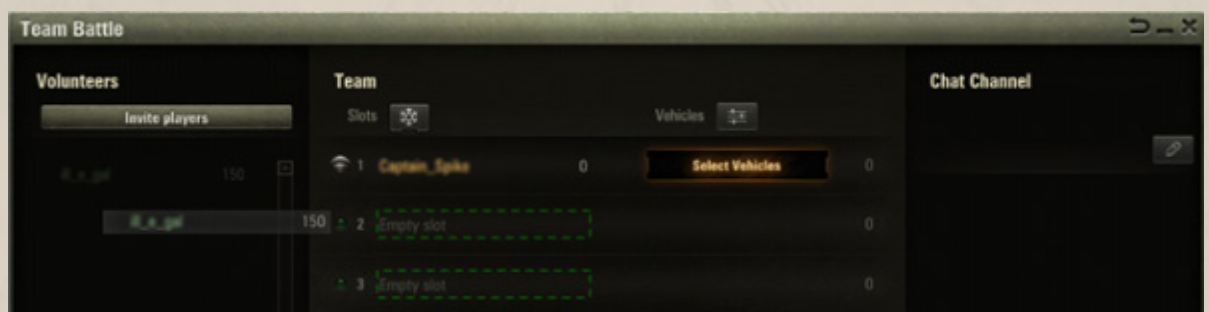 Team Battle
Volunteers
Invite players
150
150
Team
Slots
Vehicles
1 Captain_Spike 0 Select Vehicles 0
2 Empty slot 0
3 Empty slot 0
Chat Channel